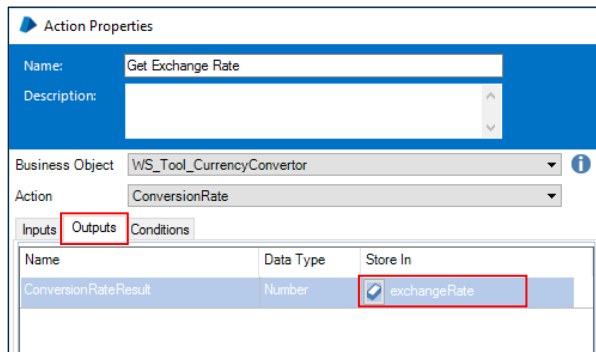 Action Properties
Name: Get Exchange Rate
Description:
Business Object WS_Tool_CurrencyConvertor
Action ConversionRate
Inputs Outputs Conditions
Name Data Type Store In
ConversionRateResult Number exchangeRate